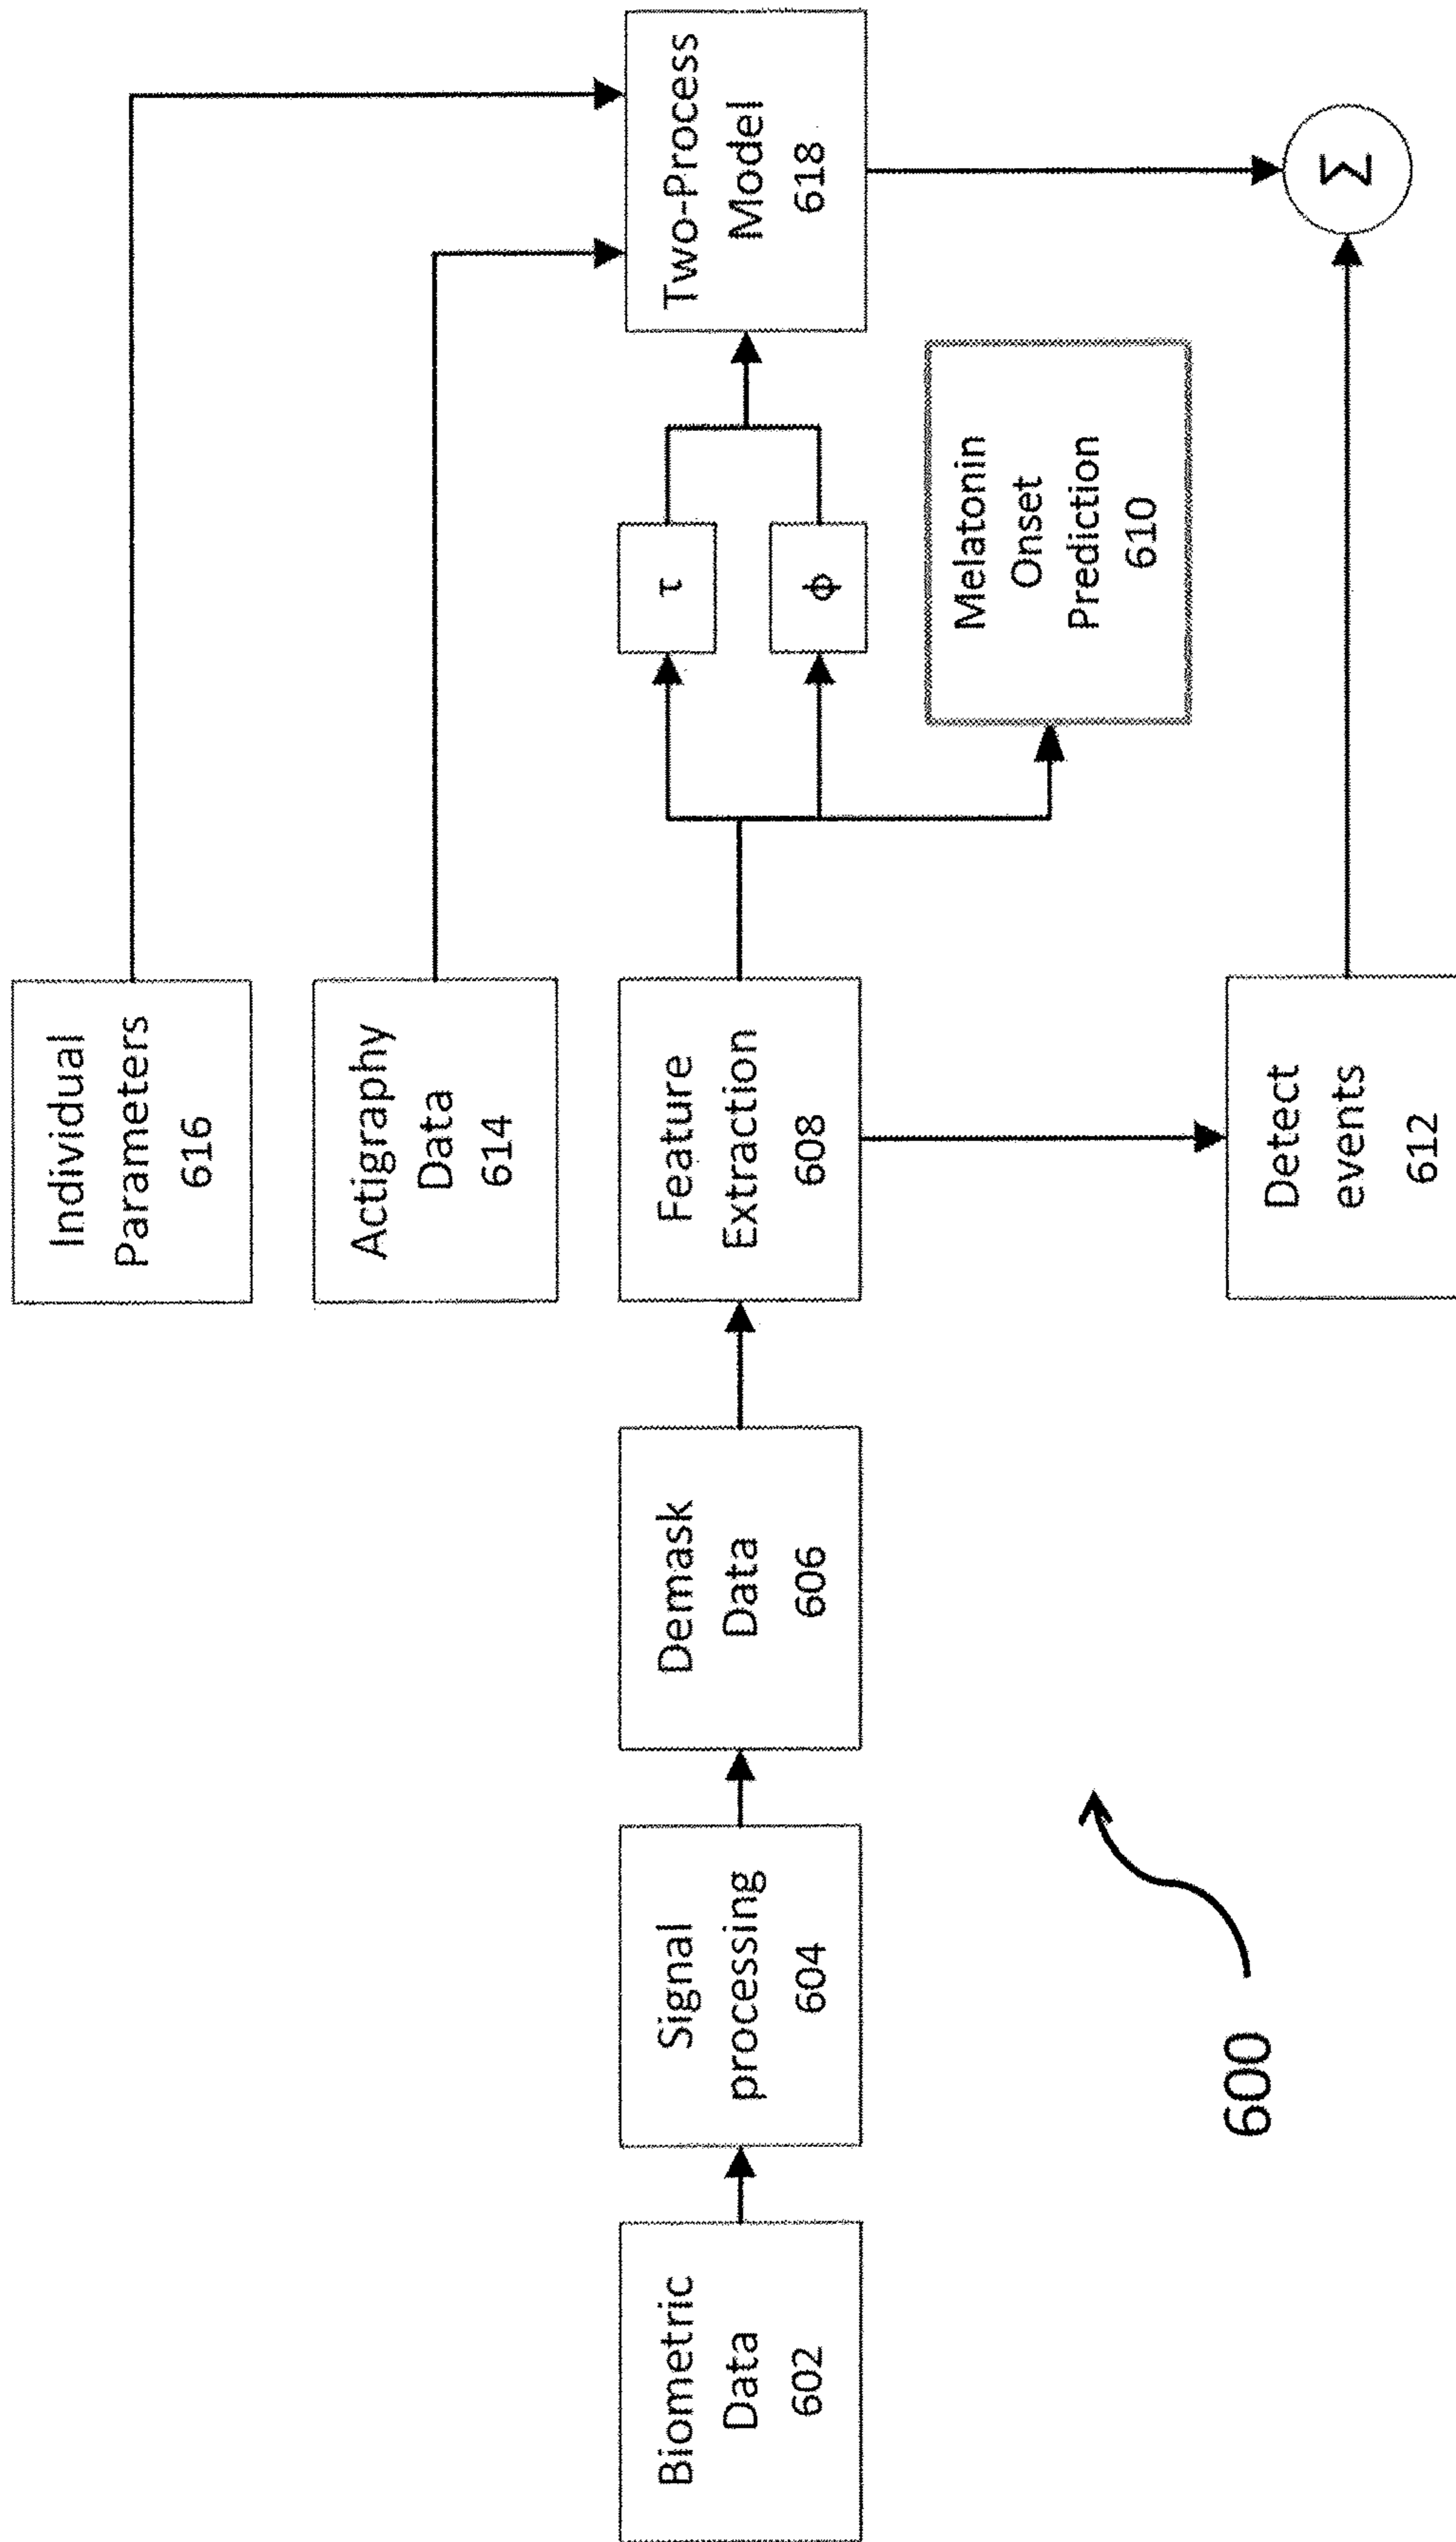 Individual
Parameters
616
Actigraphy
Data
614
Biometric
Data
602
Signal
processing
604
Demask
Data
606
Feature
Extraction
608
τ
ϕ
Two-Process
Model
618
Melatonin
Onset
Prediction
610
Detect
events
612
Σ
600